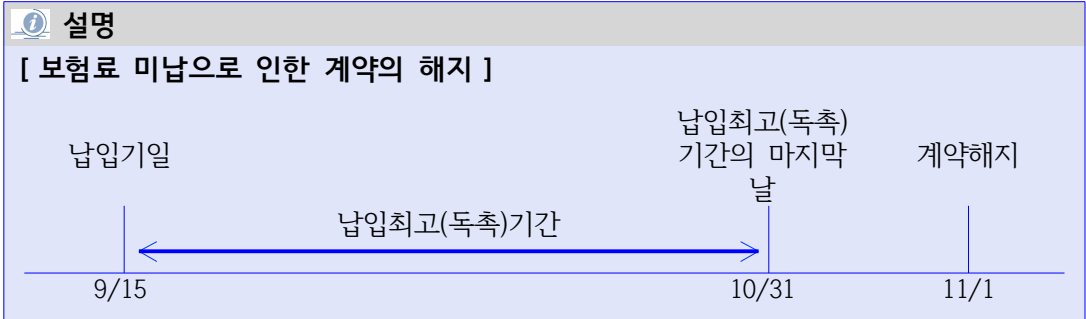 설명
[ 보험료 미납으로 인한 계약의 해지 ]
납입기일
납입최고(독촉)
기간의 마지막
날
계약해지
납입최고(독촉)기간
9/15
10/31
11/1